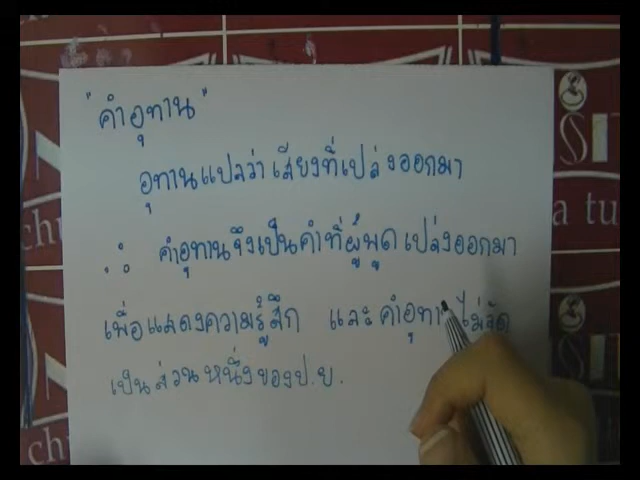 "คำอุทาน"
อุทานแปลว่า เสียงที่เปล่งออกมา
∴ คำอุทานจึงเป็นคำที่ผู้พูดเปล่งออกมา
เพื่อแสดงความรู้สึก และคำอุทานไม่จัด
เป็นส่วนหนึ่งของป.ย.
SIT
a tu
chu
chu